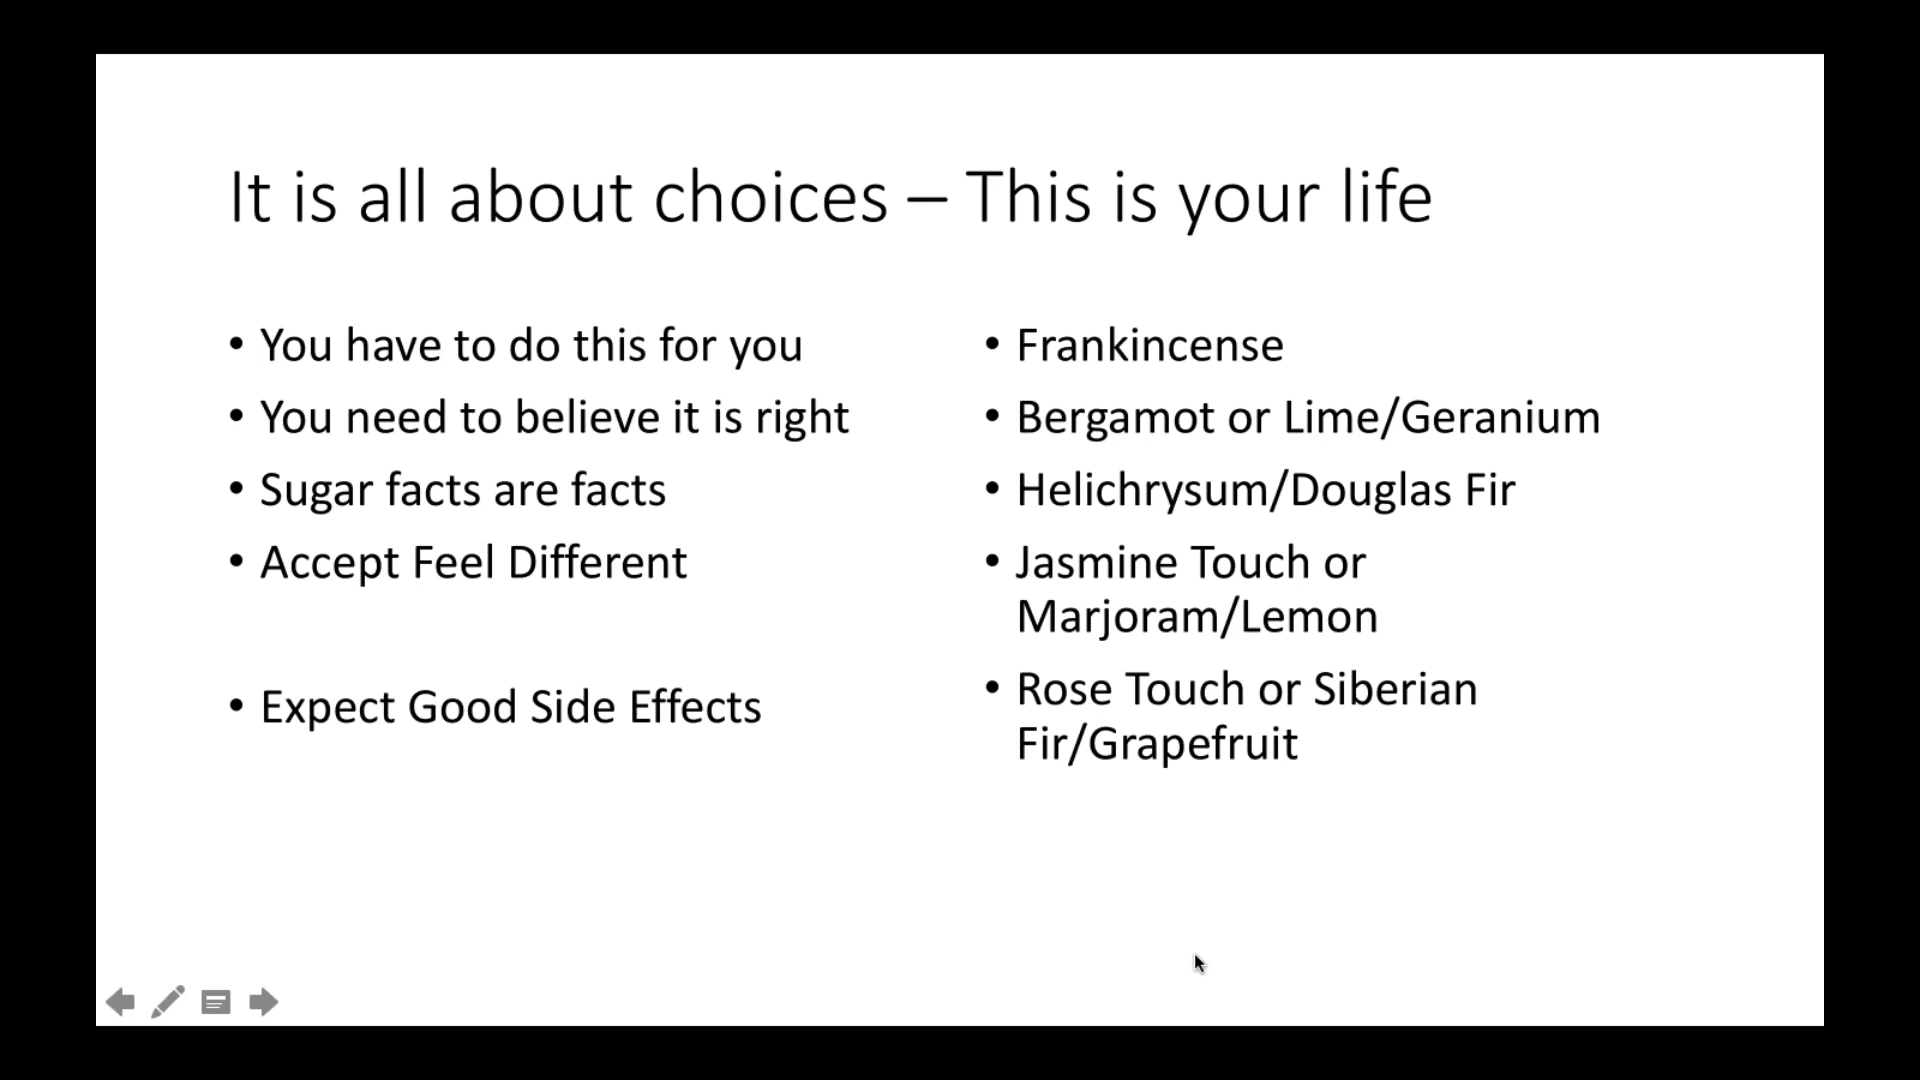 It is all about choices – This is your life
• You have to do this for you
• You need to believe it is right
• Sugar facts are facts
• Accept Feel Different
• Expect Good Side Effects
• Frankincense
• Bergamot or Lime/Geranium
• Helichrysum/Douglas Fir
• Jasmine Touch or
Marjoram/Lemon
• Rose Touch or Siberian
Fir/Grapefruit